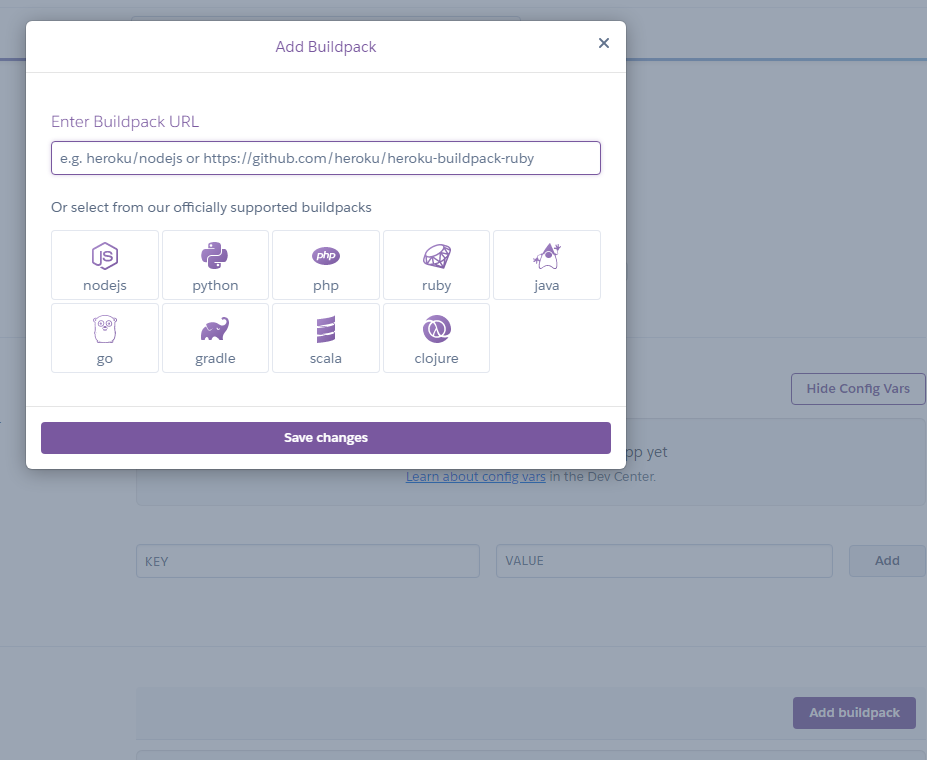 Add Buildpack
Enter Buildpack URL
e.g. heroku/nodejs or https://github.com/heroku/heroku-buildpack-ruby
Or select from our officially supported buildpacks
JS
php
nodejs
python
php
ruby
java
go
gradle
scala
clojure
Save changes
Hide Config Vars
pp yet
Learn about config vars in the Dev Center.
KEY
VALUE
Add
Add buildpack